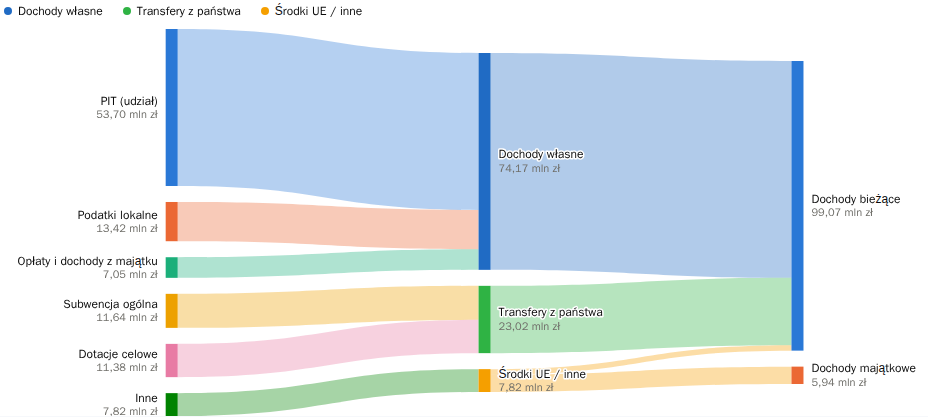 Dochody własne
Transfery z państwa
Środki UE / inne
PIT (udział)
53,70 mln zł
Podatki lokalne
13,42 mln zł
Opłaty i dochody z majątku
7,05 mln zł
Subwencja ogólna
11,64 mln zł
Dotacje celowe
11,38 mln zł
Inne
7,82 mln zł
Dochody własne
74,17 mln zł
Transfery z państwa
23,02 mln zł
Środki UE / inne
7,82 mln zł
Dochody bieżące
99,07 mln zł
Dochody majątkowe
5,94 mln zł